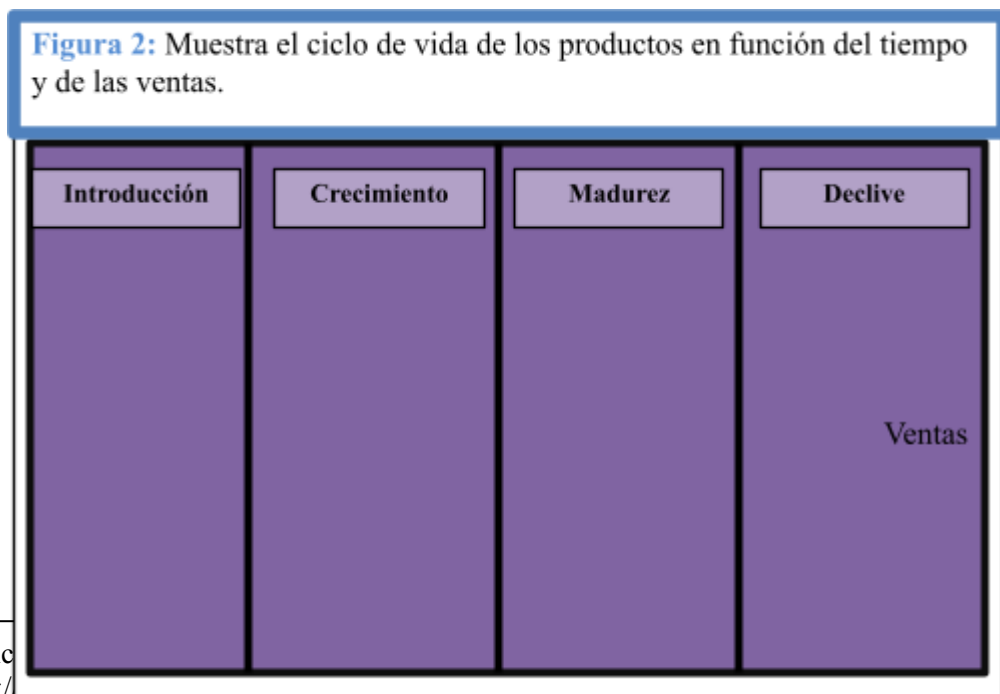 Figura 2: Muestra el ciclo de vida de los productos en función del tiempo
y de las ventas.
Introducción
Crecimiento
Madurez
Declive
Ventas
c
/